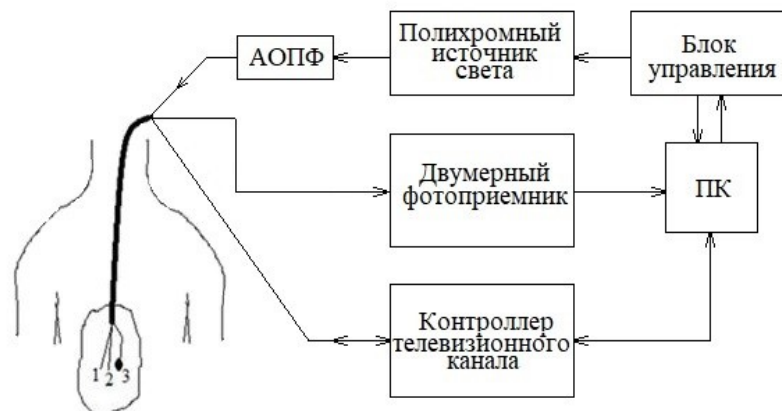 АОПФ
Полихромный
источник
света
Блок
управления
Двумерный
фотоприемник
ПК
Контроллер
телевизионного
канала
1 2 3